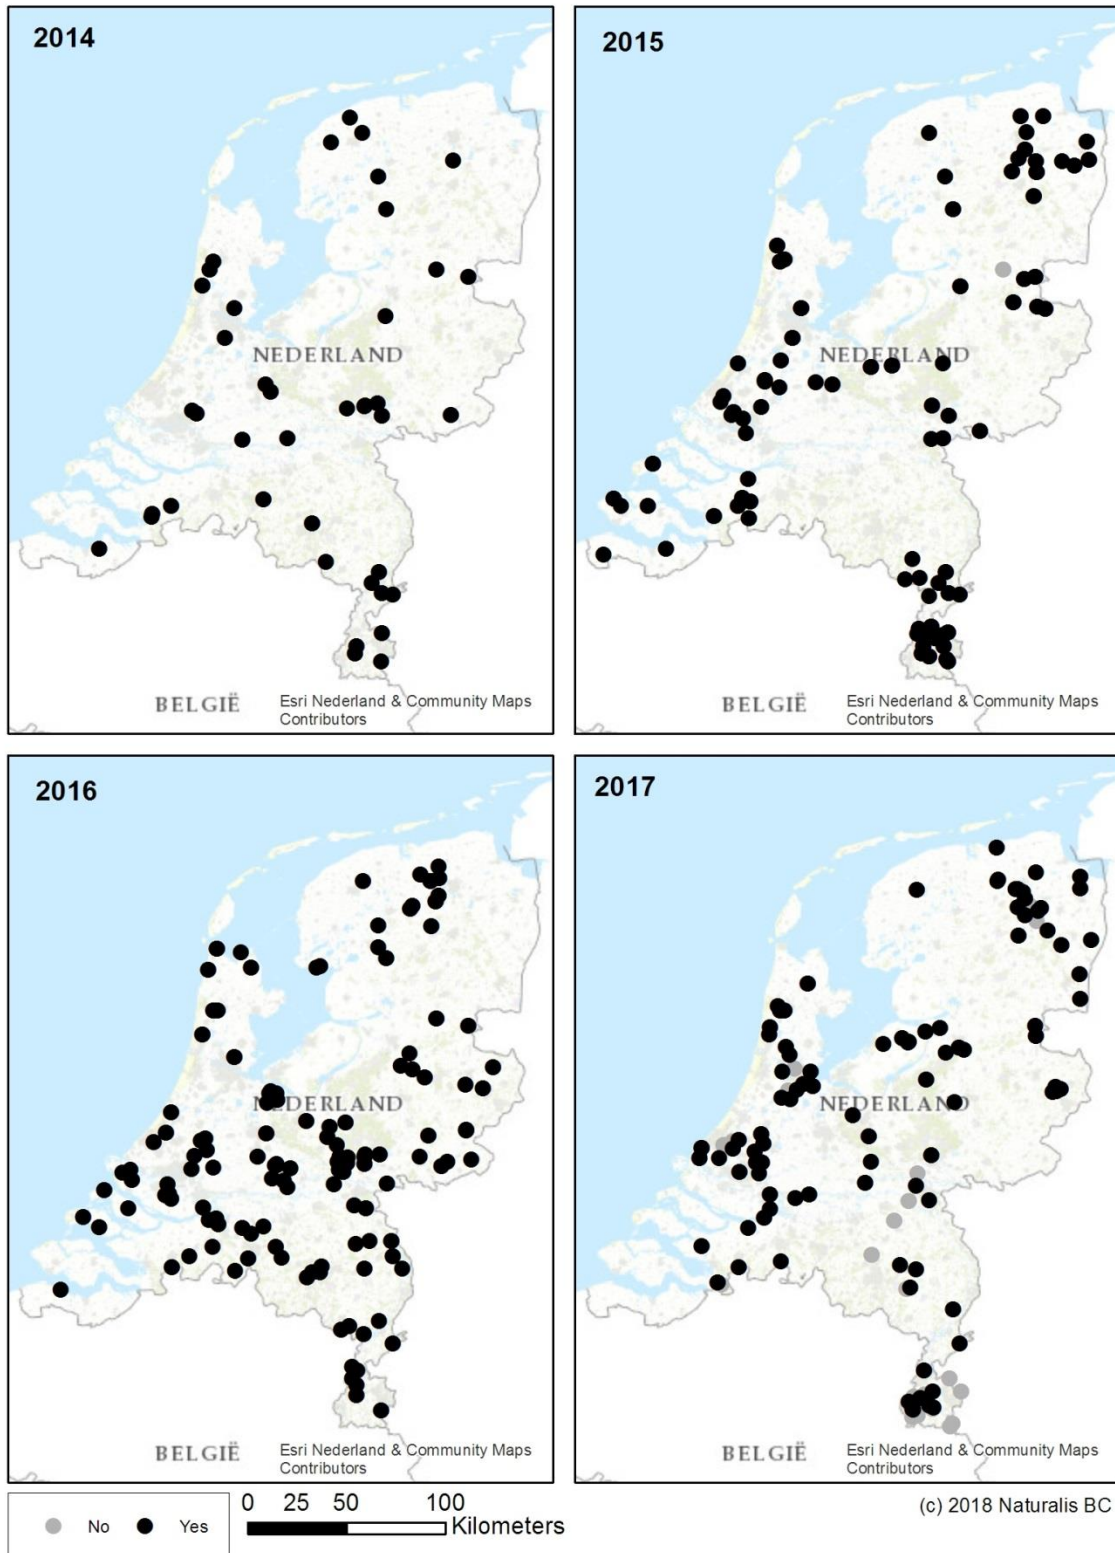 2014
2015
NEDERLAND
NEDERLAND
BELGIË
Esri Nederland & Community Maps
Contributors
BELGIË
Esri Nederland & Community Maps
Contributors
2016
2017
NEDERLAND
NEDERLAND
BELGIË
Esri Nederland & Community Maps
Contributors
BELGIË
Esri Nederland & Community Maps
Contributors
No Yes
0 25 50 100
Kilometers
(c) 2018 Naturalis BC